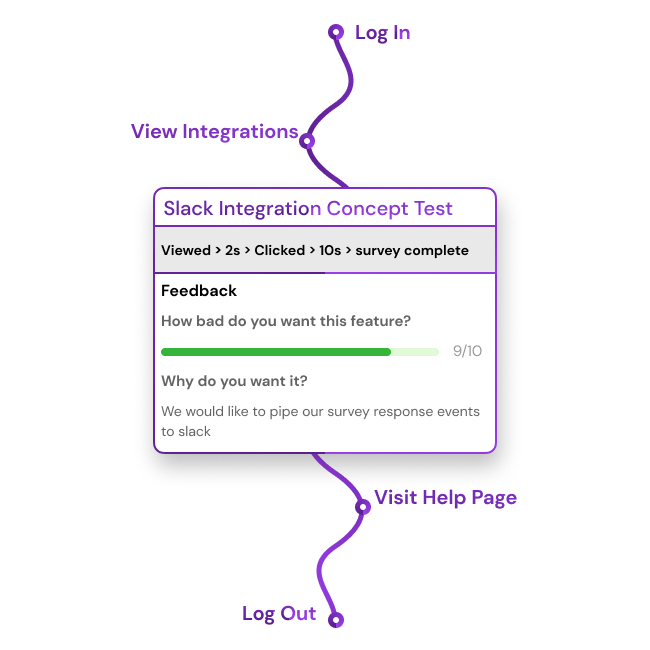 Log In
View Integrations
Slack Integration Concept Test
Viewed > 2s > Clicked > 10s > survey complete
Feedback
How bad do you want this feature?
9/10
Why do you want it?
We would like to pipe our survey response events
to slack
Visit Help Page
Log Out